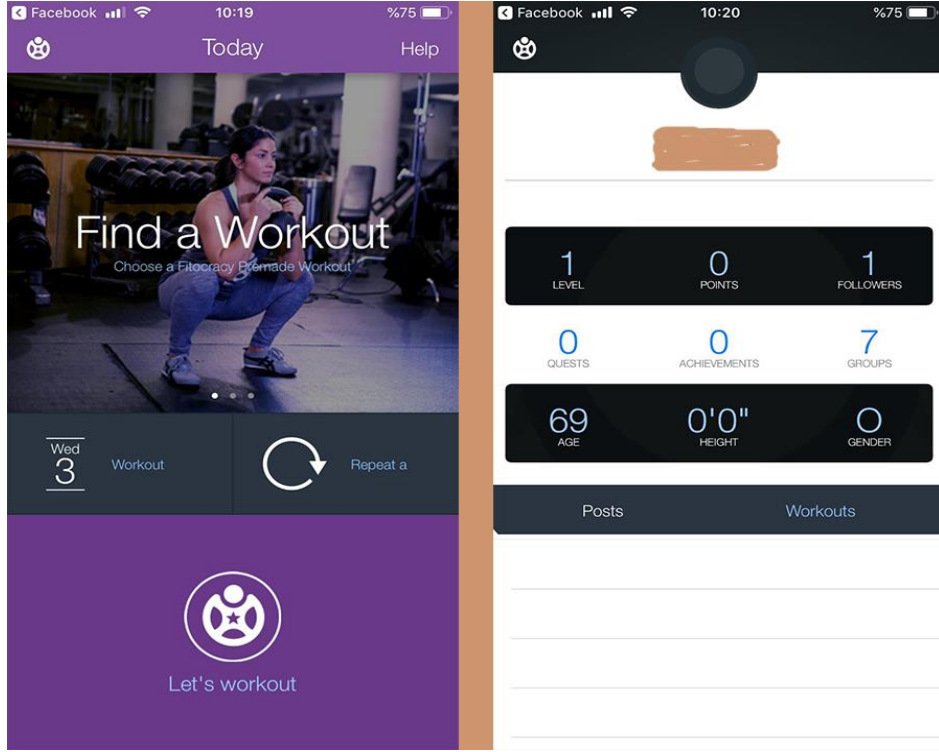 Facebook 10:19 %75
Today
Help
Find a Workout
Choose a Fitocracy Premade Workout
Wed
3
Workout
Repeat a
Let's workout
Facebook 10:20 %75
1 0 1
LEVEL POINTS FOLLOWERS
0 0 7
QUESTS ACHIEVEMENTS GROUPS
69 0'0" O
AGE HEIGHT GENDER
Posts Workouts